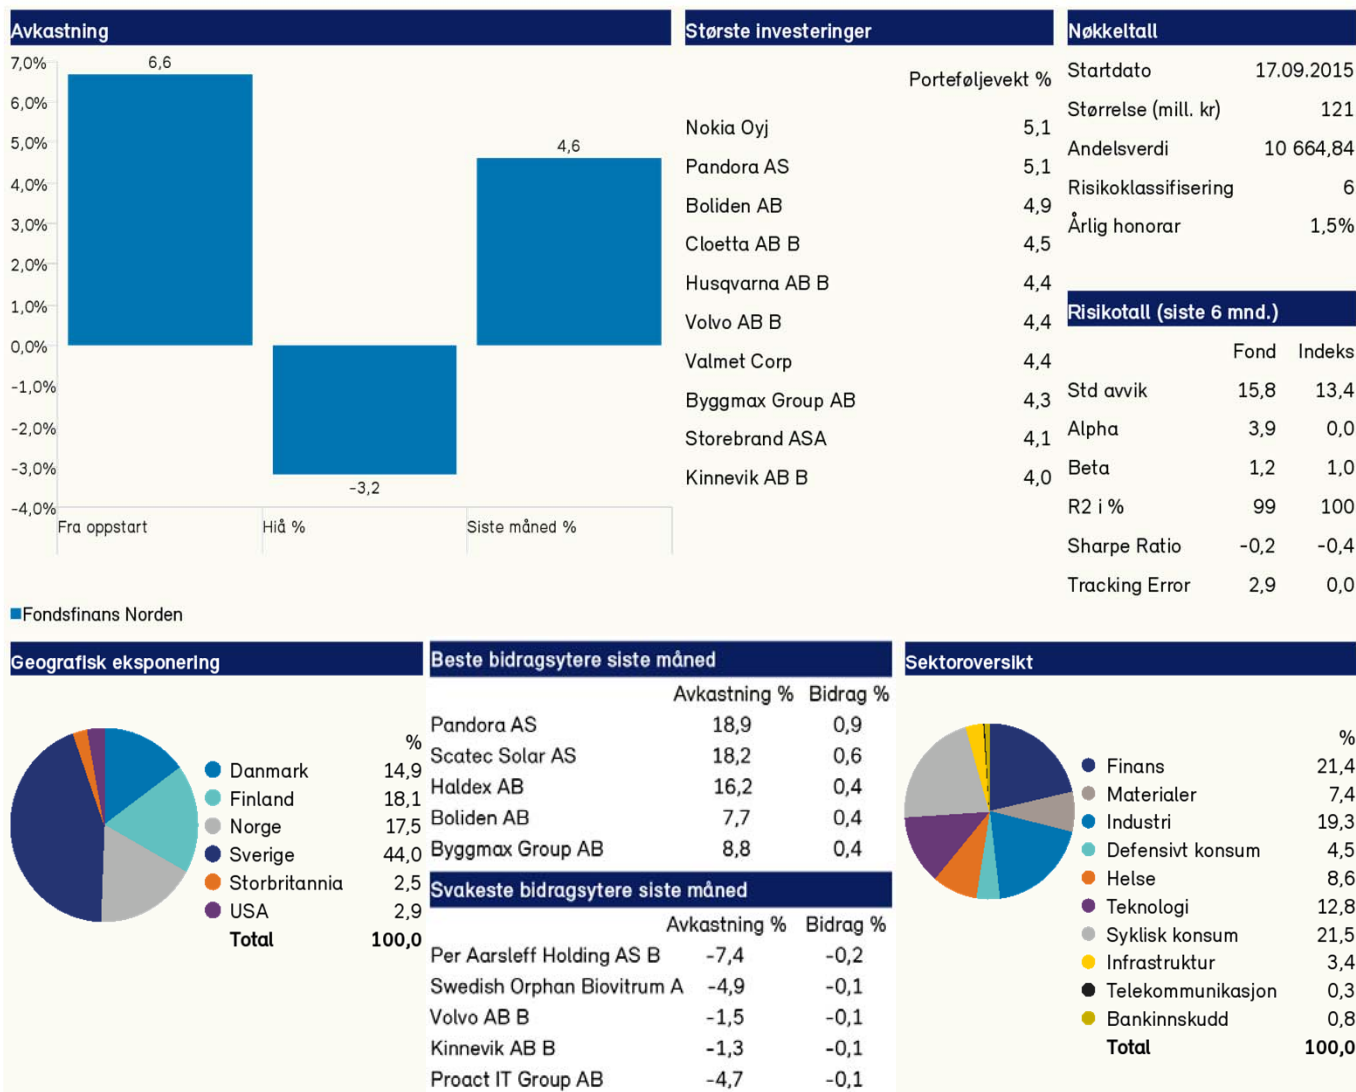 Avkastning
7,0%
6,0%
5,0%
4,0%
3,0%
2,0%
1,0%
0,0%
-1,0%
-2,0%
-3,0%
-4,0%
6,6
-3,2
4,6
Fra oppstart Hiå % Siste måned %
Fondsfinans Norden
Største investeringer
Porteføljevekt %
Nokia Oyj 5,1
Pandora AS 5,1
Boliden AB 4,9
Cloetta AB B 4,5
Husqvarna AB B 4,4
Volvo AB B 4,4
Valmet Corp 4,4
Byggmax Group AB 4,3
Storebrand ASA 4,1
Kinnevik AB B 4,0
Nøkkeltall
Startdato 17.09.2015
Størrelse (mill. kr) 121
Andelsverdi 10 664,84
Risikoklassifisering 6
Årlig honorar 1,5%
Risikotall (siste 6 mnd.)
Fond Indeks
Std avvik 15,8 13,4
Alpha 3,9 0,0
Beta 1,2 1,0
R2 i % 99 100
Sharpe Ratio -0,2 -0,4
Tracking Error 2,9 0,0
Geografisk eksponering
%
Danmark 14,9
Finland 18,1
Norge 17,5
Sverige 44,0
Storbritannia 2,5
USA 2,9
Total 100,0
Beste bidragsytere siste måned
Avkastning % Bidrag %
Pandora AS 18,9 0,9
Scatec Solar AS 18,2 0,6
Haldex AB 16,2 0,4
Boliden AB 7,7 0,4
Byggmax Group AB 8,8 0,4
Svakeste bidragsytere siste måned
Avkastning % Bidrag %
Per Aarsleff Holding AS B -7,4 -0,2
Swedish Orphan Biovitrum A -4,9 -0,1
Volvo AB B -1,5 -0,1
Kinnevik AB B -1,3 -0,1
Proact IT Group AB -4,7 -0,1
Sektoroversikt
%
Finans 21,4
Materialer 7,4
Industri 19,3
Defensivt konsum 4,5
Helse 8,6
Teknologi 12,8
Syklisk konsum 21,5
Infrastruktur 3,4
Telekommunikasjon 0,3
Bankinnskudd 0,8
Total 100,0